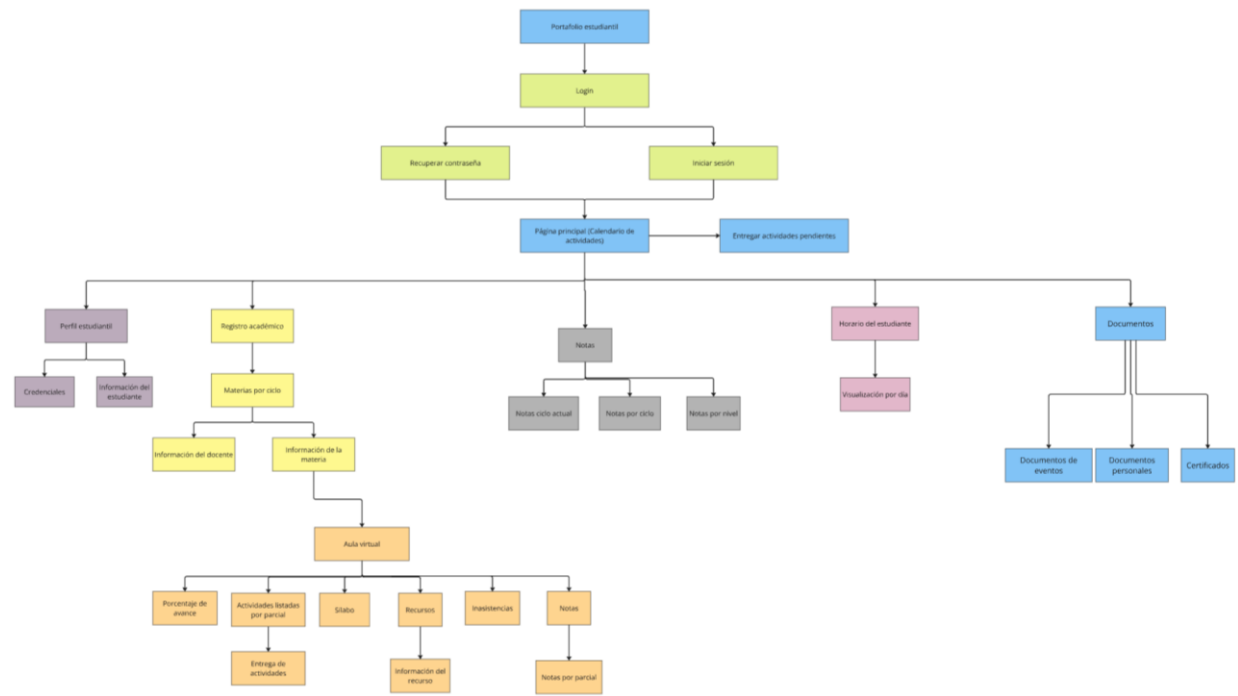 Portafolio estudiantil
Login
Recuperar contraseña
Iniciar sesión
Página principal (Calendario de
actividades)
Entregar actividades pendientes
Perfil estudiantil
Registro académico
Notas
Horario del estudiante
Documentos
Credenciales
Información del
estudiante
Materias por ciclo
Notas ciclo actual
Notas por ciclo
Notas por nivel
Visualización por día
Información del docente
Información de la
materia
Documentos de
eventos
Documentos
personales
Certificados
Aula virtual
Porcentaje de
avance
Actividades listadas
por parcial
Sílabo
Recursos
Inasistencias
Notas
Entrega de
actividades
Información del
recurso
Notas por parcial